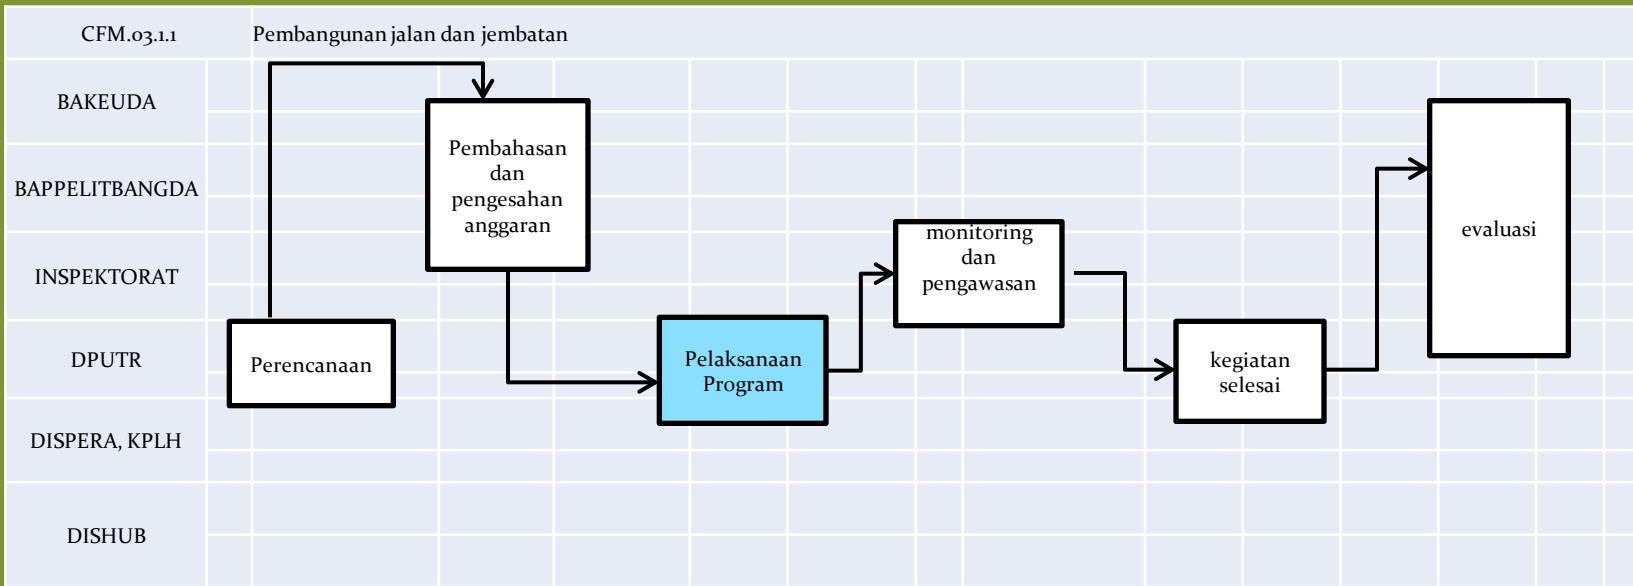 CFM.03.1.1
Pembangunan jalan dan jembatan
BAKEUDA
BAPPELITBANGDA
INSPEKTORAT
DPUTR
DISPERA, KPLH
DISHUB
Perencanaan
Pembahasan
dan
pengesahan
anggaran
Pelaksanaan
Program
monitoring
dan
pengawasan
kegiatan
selesai
evaluasi